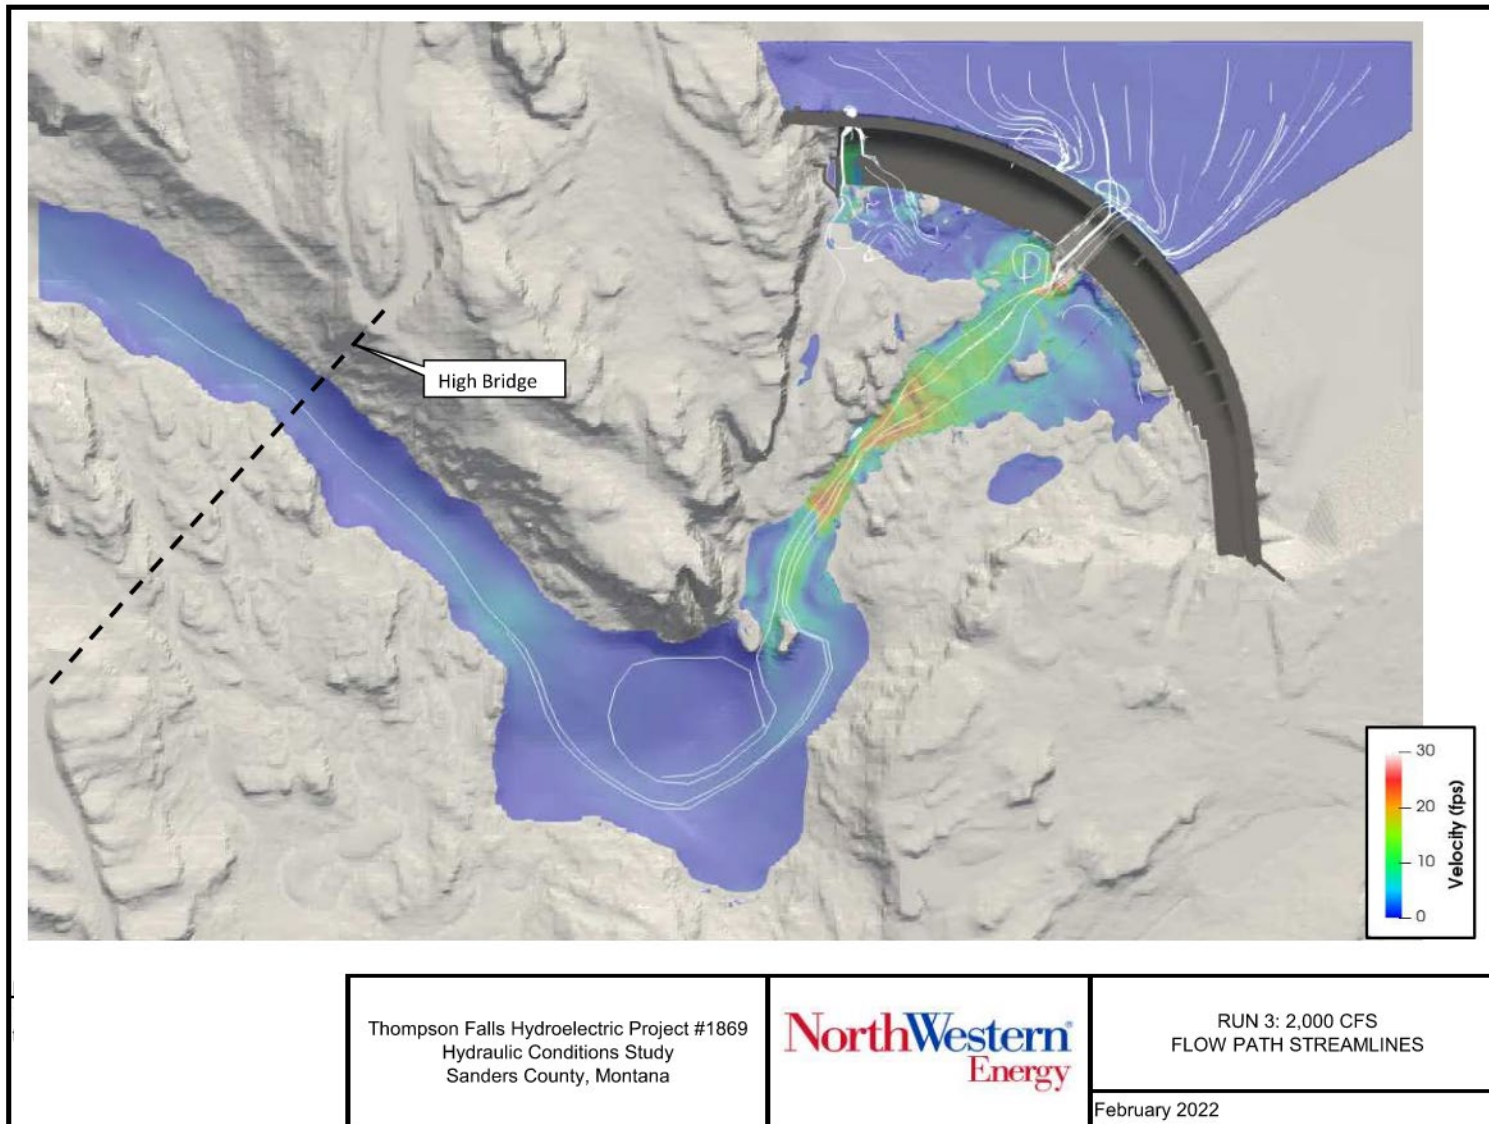 High Bridge
30
20
10
0
Velocity (fps)
Thompson Falls Hydroelectric Project #1869
Hydraulic Conditions Study
Sanders County, Montana
NorthWestern®
Energy
RUN 3: 2,000 CFS
FLOW PATH STREAMLINES
February 2022